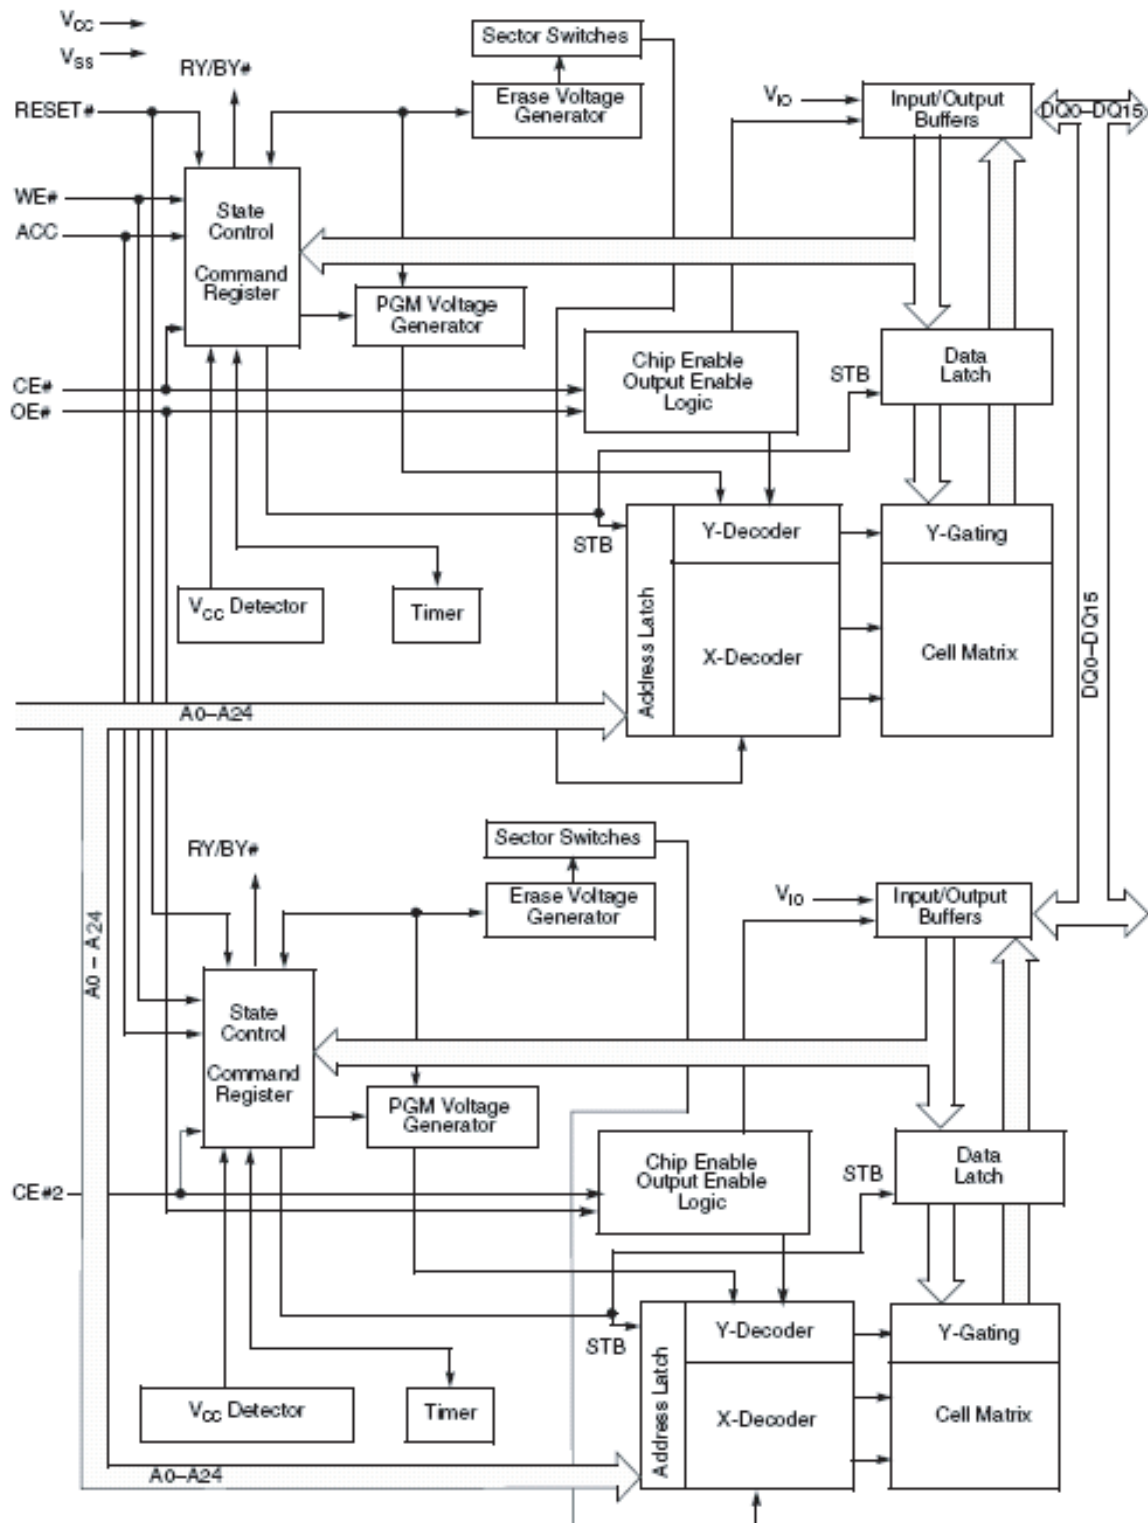 VCC
VSS
RY/BY#
Sector Switches
Erase Voltage
Generator
VIO
Input/Output
Buffers
DQ0–DQ15
RESET#
WE#
ACC
State
Control
Command
Register
PGM Voltage
Generator
Chip Enable
Output Enable
Logic
STB
Data
Latch
CE#
OE#
STB
Address Latch
Y-Decoder
Y-Gating
VCC Detector
Timer
X-Decoder
Cell Matrix
DQ0–DQ15
A0–A24
RY/BY#
Sector Switches
Erase Voltage
Generator
VIO
Input/Output
Buffers
A0 – A24
State
Control
Command
Register
PGM Voltage
Generator
Chip Enable
Output Enable
Logic
STB
Data
Latch
CE#2
STB
Address Latch
Y-Decoder
Y-Gating
VCC Detector
Timer
X-Decoder
Cell Matrix
A0–A24